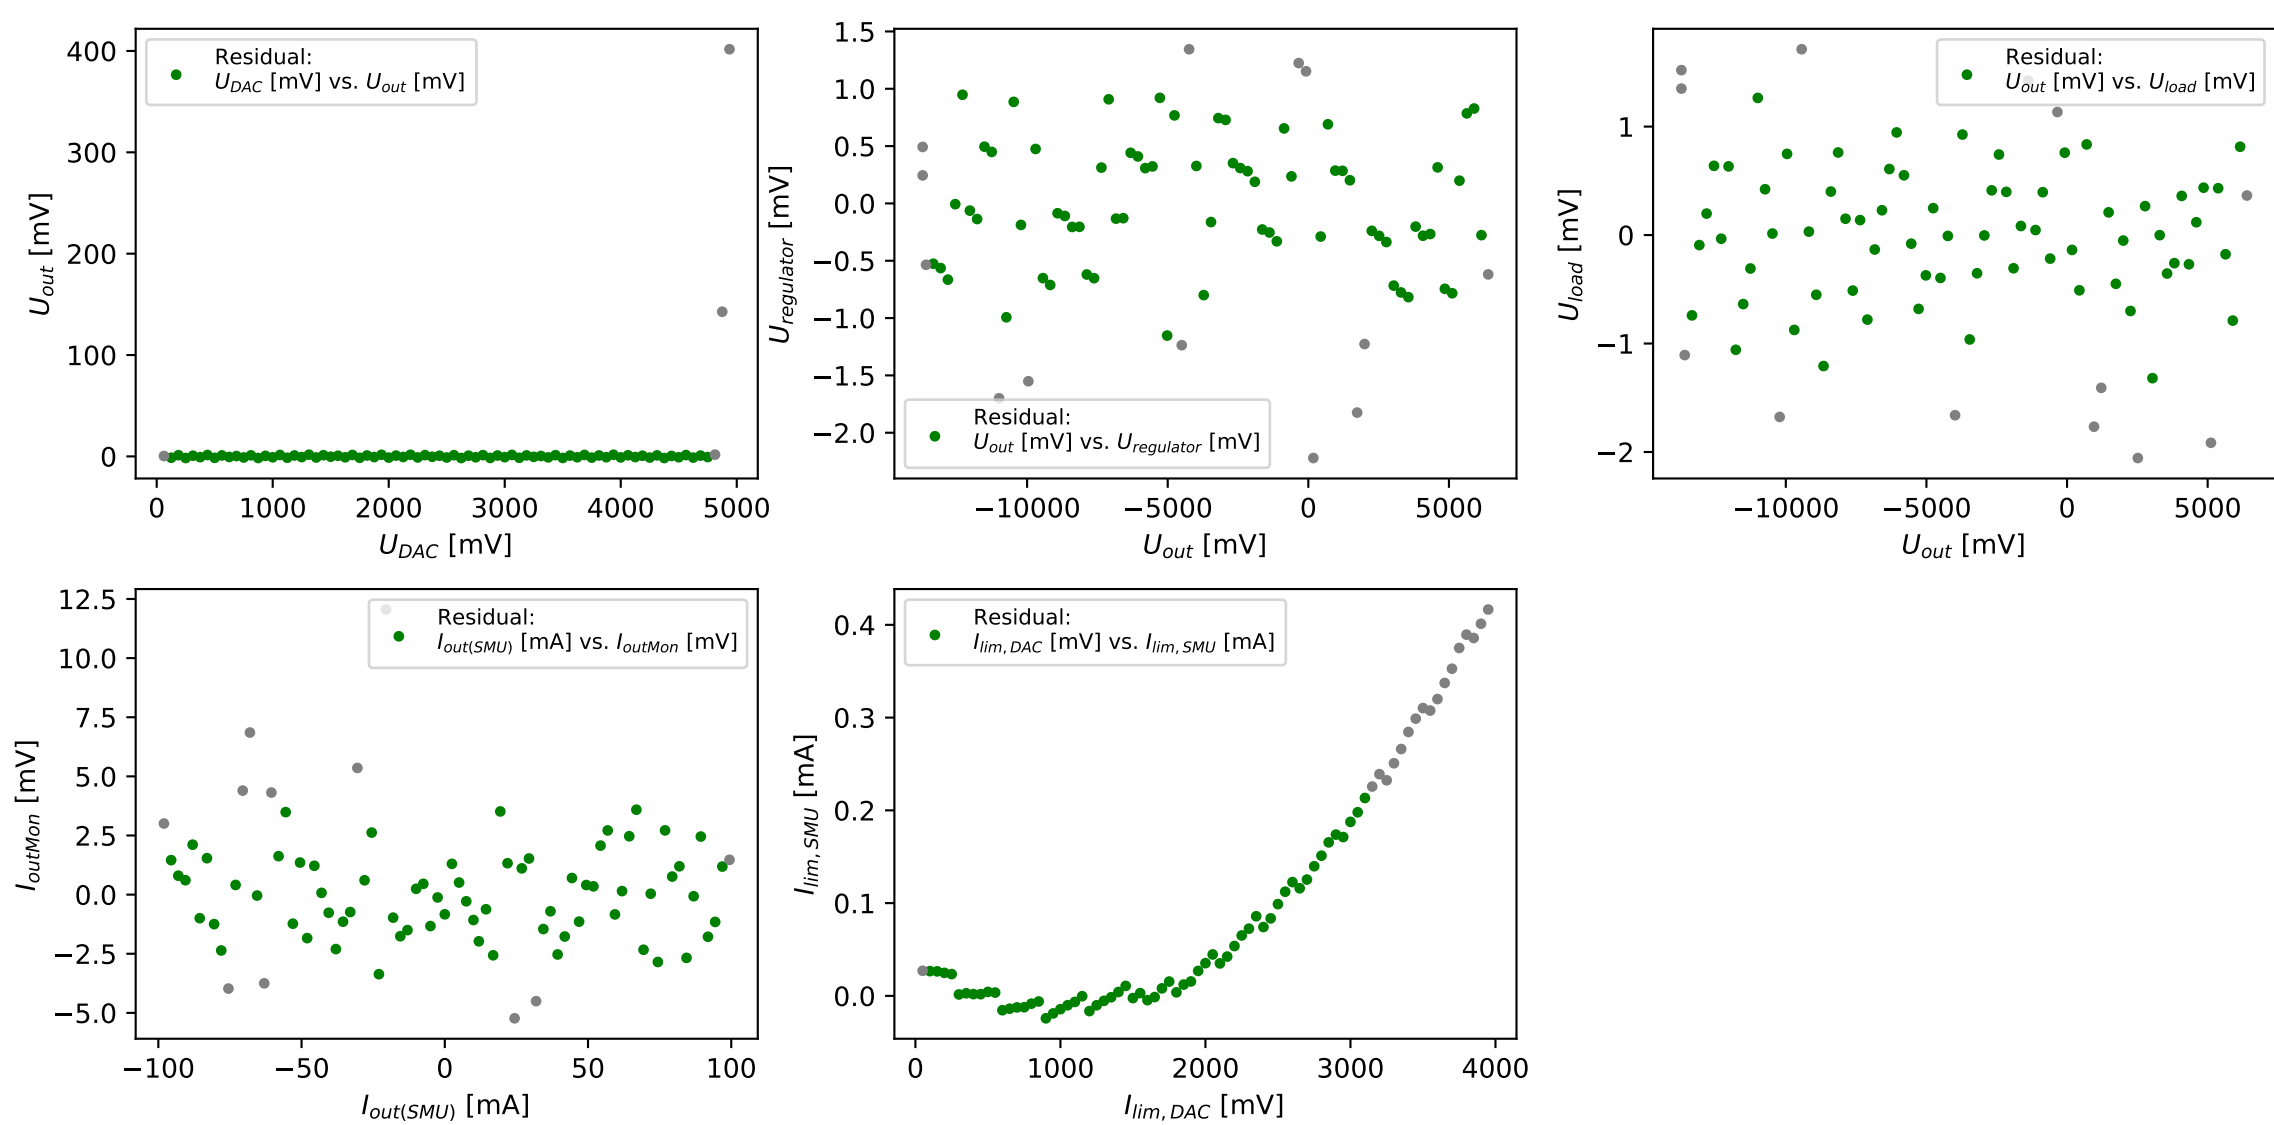 400
300
200
100
0
U_out [mV]
Residual:
U_DAC [mV] vs. U_out [mV]
0 1000 2000 3000 4000 5000
U_DAC [mV]
1.5
1.0
0.5
0.0
−0.5
−1.0
−1.5
−2.0
U_regulator [mV]
Residual:
U_out [mV] vs. U_regulator [mV]
−10000 −5000 0 5000
U_out [mV]
1
0
−1
−2
U_load [mV]
Residual:
U_out [mV] vs. U_load [mV]
−10000 −5000 0 5000
U_out [mV]
12.5
10.0
7.5
5.0
2.5
0.0
−2.5
−5.0
I_outMon [mV]
Residual:
I_out(SMU) [mA] vs. I_outMon [mV]
−100 −50 0 50 100
I_out(SMU) [mA]
0.4
0.3
0.2
0.1
0.0
I_lim,SMU [mA]
Residual:
I_lim,DAC [mV] vs. I_lim,SMU [mA]
0 1000 2000 3000 4000
I_lim,DAC [mV]